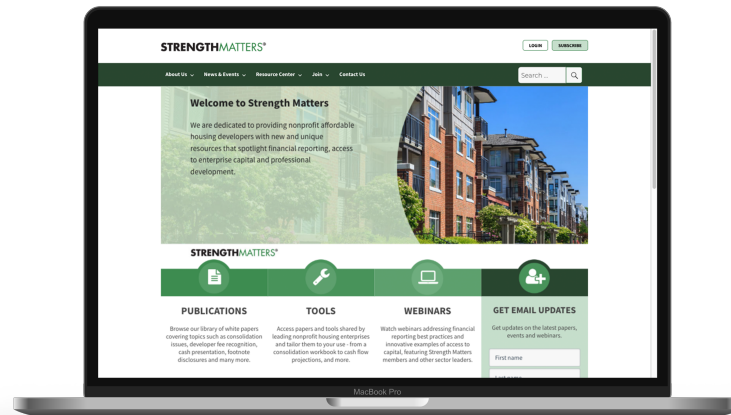 STRENGTHMATTERS®
LOGIN
SUBSCRIBE
About Us
News & Events
Resource Center
Join
Contact Us
Search ...
Welcome to Strength Matters
We are dedicated to providing nonprofit affordable
housing developers with new and unique
resources that spotlight financial reporting, access
to enterprise capital and professional
development.
STRENGTHMATTERS®
PUBLICATIONS
Browse our library of white papers
covering topics such as consolidation
issues, developer fee recognition,
cash presentation, footnote
disclosures and many more.
TOOLS
Access papers and tools shared by
leading nonprofit housing enterprises
and tailor them to your use - from a
consolidation workbook to cash flow
projections, and more.
WEBINARS
Watch webinars addressing financial
reporting best practices and
innovative examples of access to
capital, featuring Strength Matters
members and other sector leaders.
GET EMAIL UPDATES
Get updates on the latest papers,
events and webinars.
First name
Last name
MacBook Pro